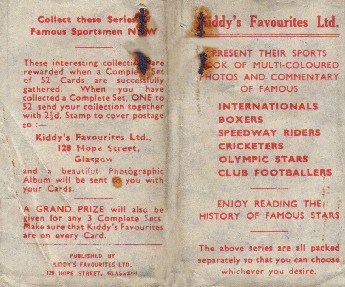 Collect these Series
Famous Sportsmen NOW
These interesting collection are
rewarded when a Complete Set
of 52 Cards are successfully
gathered. When you have
collected a Complete Set, ONE to
52 send your collection together
with 2½d. Stamp to cover postage
to :—
Kiddy's Favourites Ltd.,
128 Hope Street,
Glasgow
and a beautiful Photographic
Album will be sent to you with
your Cards.
A GRAND PRIZE will also be
given for any 3 Complete Sets.
Make sure that Kiddy's Favourites
are on every Card.
PUBLISHED BY
KIDDY'S FAVOURITES LTD.
128, HOPE STREET, GLASGOW
Kiddy's Favourites Ltd.
PRESENT THEIR SPORTS
BOOK OF MULTI-COLOURED
PHOTOS AND COMMENTARY
OF FAMOUS
INTERNATIONALS
BOXERS
SPEEDWAY RIDERS
CRICKETERS
OLYMPIC STARS
CLUB FOOTBALLERS
ENJOY READING THE
HISTORY OF FAMOUS STARS
The above series are all packed
separately so that you can choose
whichever you desire.